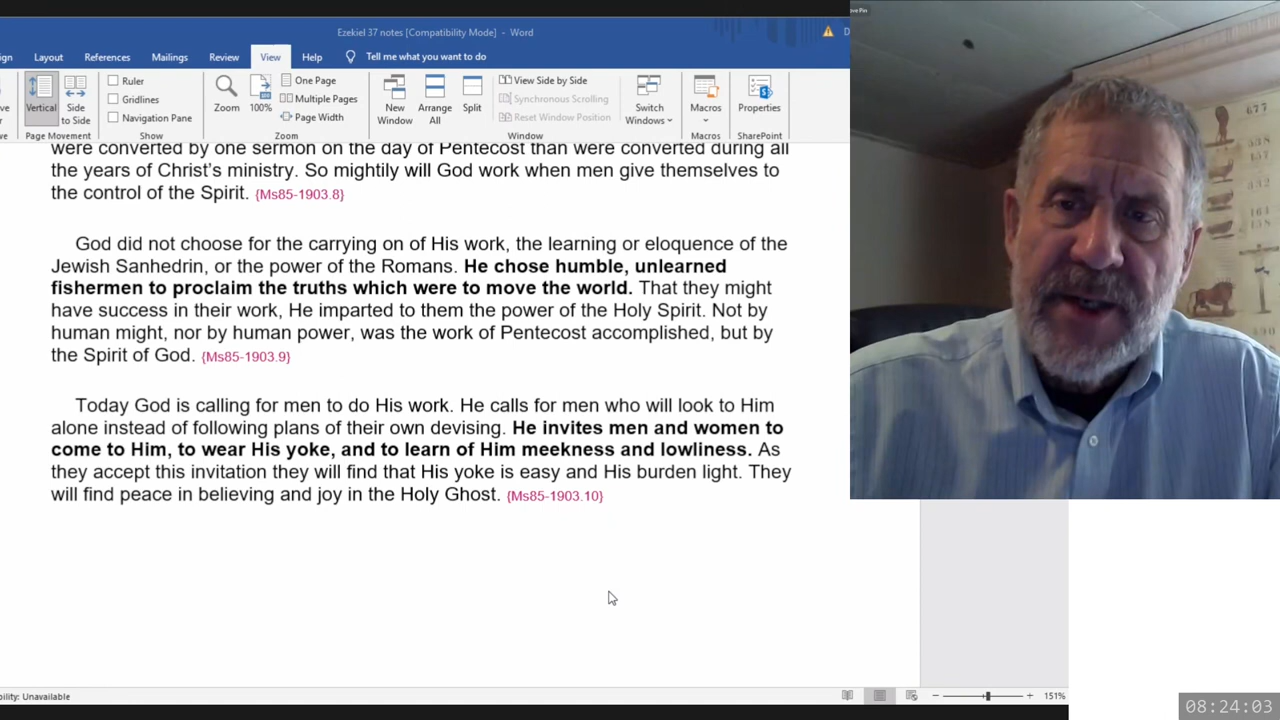 ove Pin
Ezekiel 37 notes [Compatibility Mode] - Word
D
ign Layout References Mailings Review View Help Tell me what you want to do
Ruler
Gridlines
Navigation Pane
Vertical
Side to Side
Page Movement
Show
Zoom
100%
One Page
Multiple Pages
Page Width
Zoom
New Window
Arrange All
Split
View Side by Side
Synchronous Scrolling
Reset Window Position
Window
Switch Windows
Macros
Macros
Properties
SharePoint
were converted by one sermon on the day of Pentecost than were converted during all
the years of Christ's ministry. So mightily will God work when men give themselves to
the control of the Spirit. {Ms85-1903.8}
God did not choose for the carrying on of His work, the learning or eloquence of the
Jewish Sanhedrin, or the power of the Romans. He chose humble, unlearned
fishermen to proclaim the truths which were to move the world. That they might
have success in their work, He imparted to them the power of the Holy Spirit. Not by
human might, nor by human power, was the work of Pentecost accomplished, but by
the Spirit of God. {Ms85-1903.9}
Today God is calling for men to do His work. He calls for men who will look to Him
alone instead of following plans of their own devising. He invites men and women to
come to Him, to wear His yoke, and to learn of Him meekness and lowliness. As
they accept this invitation they will find that His yoke is easy and His burden light. They
will find peace in believing and joy in the Holy Ghost. {Ms85-1903.10}
bility: Unavailable
151%
677
08:24:03